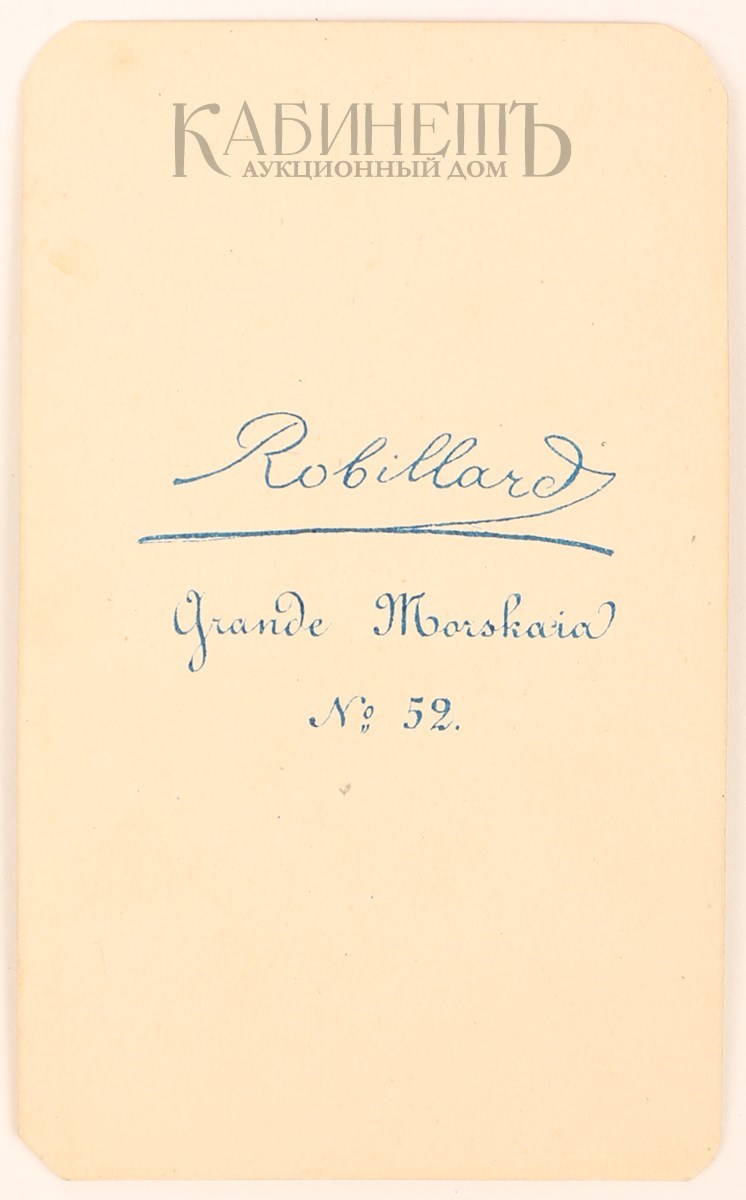 КАБИНЕТЪ
АУКЦИОННЫЙ ДОМ
Robillard
Grande Morskaia
Nº 52.